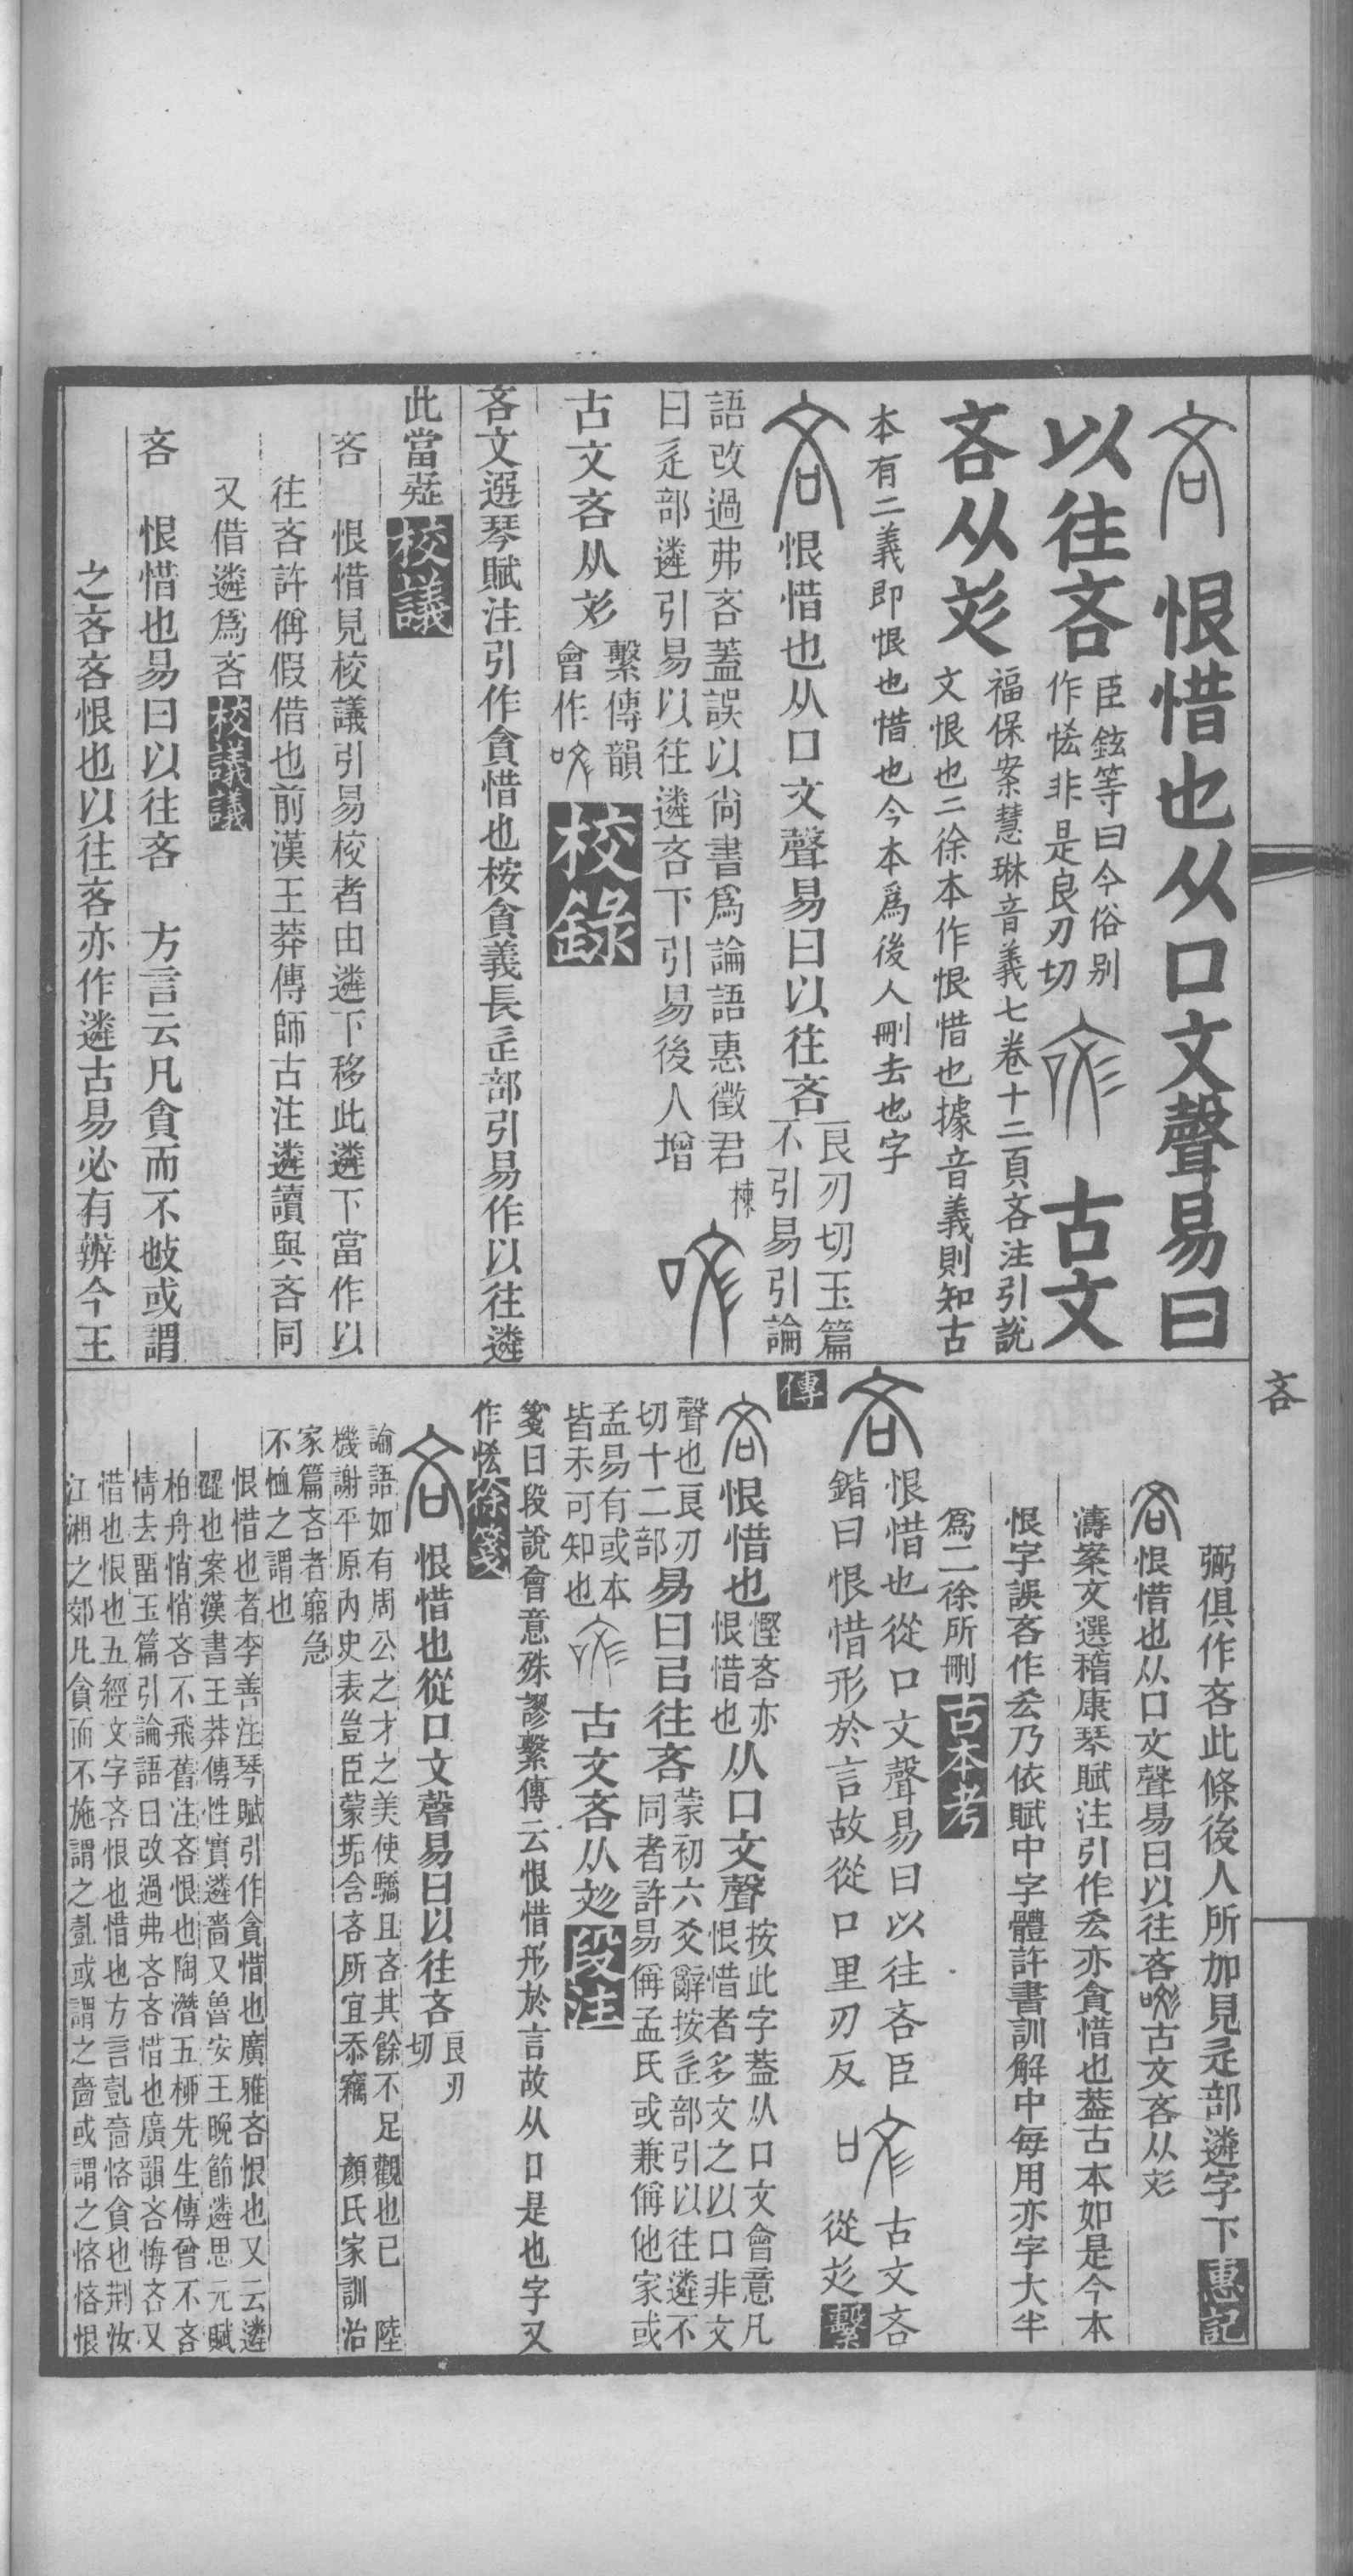 吝 恨惜也从口文聲易曰
以往吝 臣鉉等曰今俗別
作恡非是良刃切 古文
吝从彣 福保案慧琳音義七卷十二頁吝注引說
文恨也二徐本作恨惜也據音義則知古
本有二義即恨也惜也今本爲後人刪去也字
吝 恨惜也从口文聲易曰以往吝 良刃切玉篇
不引易引論
語改過弗吝蓋誤以尙書爲論語惠徵君棟
曰辵部遴引易以往遴吝下引易後人增
古文吝从彣 繫傳韻
會作 校錄
吝文選琴賦注引作貪惜也按貪義長辵部引易作以往遴
此當 校議
吝 恨惜見校議引易校者由遴下移此遴下當作以
往吝許偁假借也前漢王莽傳師古注遴讀與吝同
又借遴爲吝 校議議
吝 恨惜也易曰以往吝 方言云凡貪而不施或謂
之吝吝恨也以往吝亦作遴古易必有辨今王
弼俱作吝此條後人所加見辵部遴字下 惠記
吝 恨惜也从口文聲易曰以往吝 古文吝从彣
濤案文選嵇康琴賦注引作吝亦貪惜也蓋古本如是今本
恨字誤吝作乃依賦中字體許書訓解中每用亦字大半
爲二徐所刪 古本考
吝 恨惜也從口文聲易曰以往吝臣
鍇曰恨惜形於言故從口里刃反 古文吝
從彣 繫
傳
吝 恨惜也 慳吝亦
恨惜也 从口文聲 按此字蓋从口文會意凡
恨惜者多文之以口非文
聲也良刃
切十二部 易曰㠯往吝 蒙初六爻辭按辵部引以往遴不
同者許易偁孟氏或兼偁他家或
孟易有或本
皆未可知也 古文吝从彣 段注
箋曰段說會意殊謬繫傳云恨惜形於言故从口是也字又
作恡 徐箋
吝 恨惜也從口文聲易曰以往吝 良刃
切
論語如有周公之才之美使驕且吝其餘不足觀也已 陸
機謝平原內史表豈臣蒙垢含吝所宜忝竊 顏氏家訓治
家篇吝者窮急
不恤之謂也
恨惜也者李善注琴賦引作貪惜也廣雅吝恨也又云遴
㱇也案漢書王莽傳性實遴嗇又魯安王晚節遴思元賦
柏舟悄悄吝不飛舊注吝恨也陶潛五柳先生傳曾不吝
情去留玉篇引論語曰改過弗吝吝惜也廣韻吝悔吝又
惜也恨也五經文字吝恨也惜也方言亄嗇恪貪也荊汝
江湘之郊凡貪而不施謂之亄或謂之嗇或謂之恪恪恨
吝